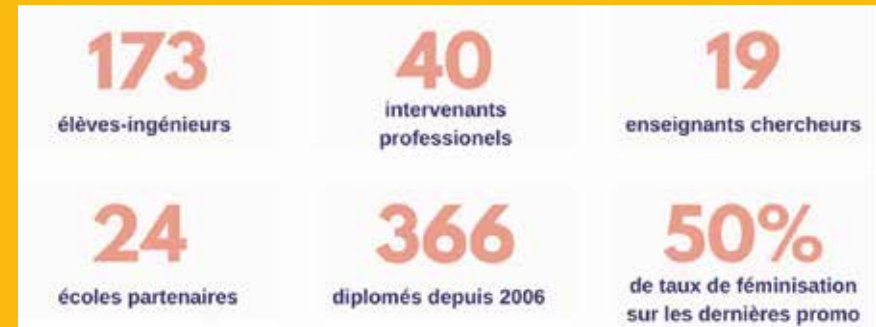 173
élèves-ingénieurs
40
intervenants
professionels
19
enseignants chercheurs
24
écoles partenaires
366
diplomés depuis 2006
50%
de taux de féminisation
sur les dernières promo